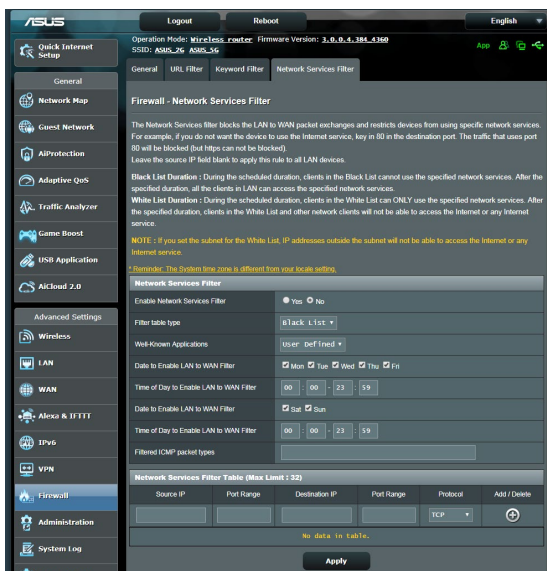 ASUS
Logout
Reboot
English
Operation Mode: Wireless router Firmware Version: 3.0.0.4.384_4360
SSID: ASUS_2G ASUS_5G
App
Quick Internet
Setup
General
Network Map
Guest Network
AiProtection
Adaptive QoS
Traffic Analyzer
Game Boost
USB Application
AiCloud 2.0
Advanced Settings
Wireless
LAN
WAN
Alexa & IFTTT
IPv6
VPN
Firewall
Administration
System Log
General
URL Filter
Keyword Filter
Network Services Filter
Firewall - Network Services Filter
The Network Services filter blocks the LAN to WAN packet exchanges and restricts devices from using specific network services.
For example, if you do not want the device to use the Internet service, key in 80 in the destination port. The traffic that uses port
80 will be blocked (but https can not be blocked).
Leave the source IP field blank to apply this rule to all LAN devices.
Black List Duration : During the scheduled duration, clients in the Black List cannot use the specified network services. After the
specified duration, all the clients in LAN can access the specified network services.
White List Duration : During the scheduled duration, clients in the White List can ONLY use the specified network services. After
the specified duration, clients in the White List and other network clients will not be able to access the Internet or any Internet
service.
NOTE : If you set the subnet for the White List, IP addresses outside the subnet will not be able to access the Internet or any
Internet service.
* Reminder: The System time zone is different from your locale setting.
Network Services Filter
Enable Network Services Filter
Yes No
Filter table type
Black List
Well-Known Applications
User Defined
Date to Enable LAN to WAN Filter
Mon Tue Wed Thu Fri
Time of Day to Enable LAN to WAN Filter
00 : 00 - 23 : 59
Date to Enable LAN to WAN Filter
Sat Sun
Time of Day to Enable LAN to WAN Filter
00 : 00 - 23 : 59
Filtered ICMP packet types
Network Services Filter Table (Max Limit : 32)
Source IP
Port Range
Destination IP
Port Range
Protocol
Add / Delete
TCP
No data in table.
Apply